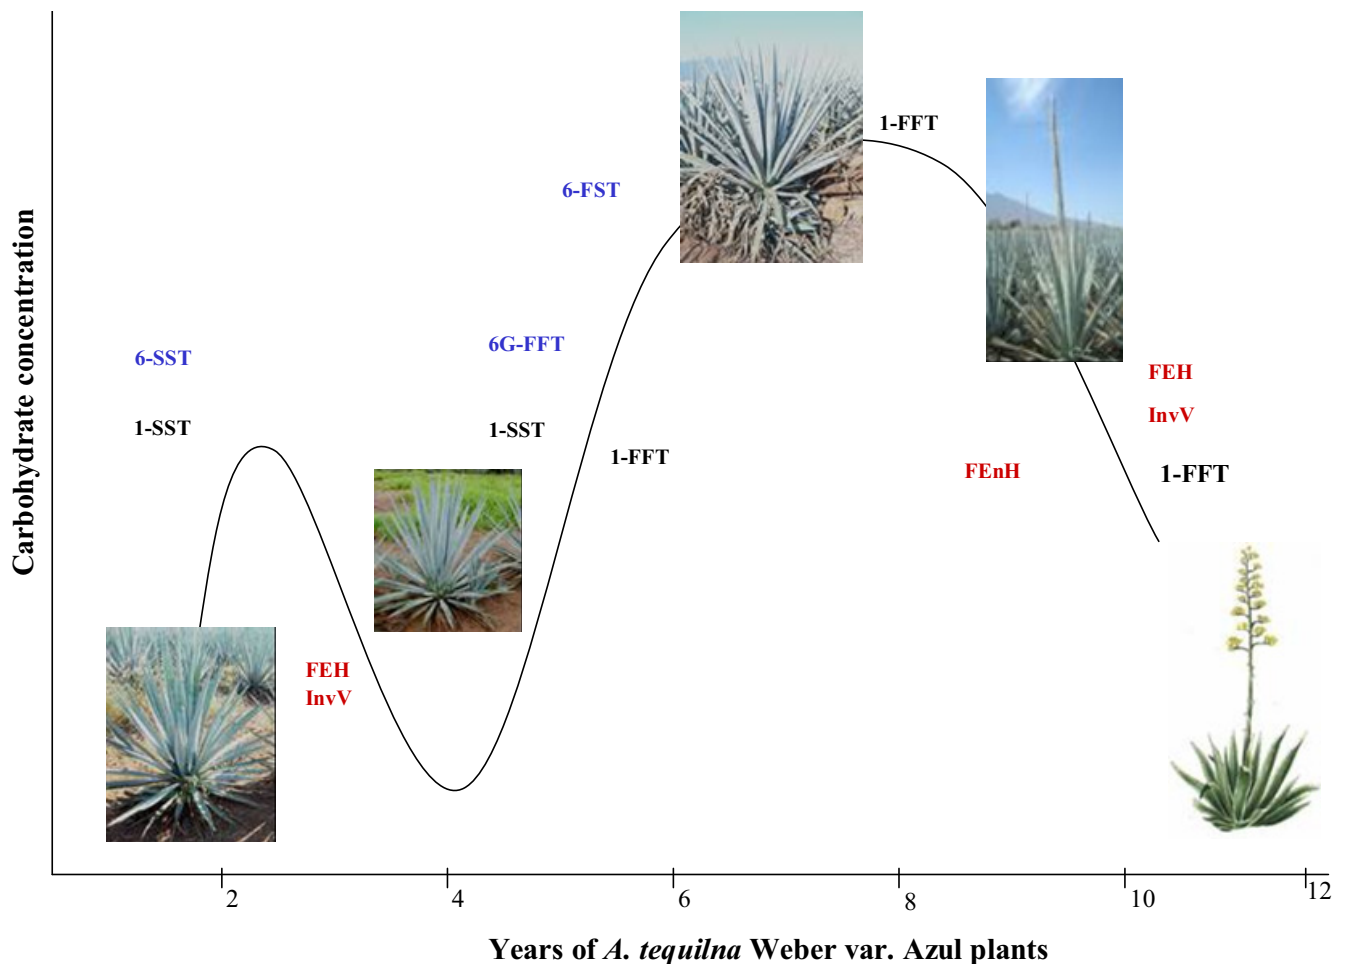 Carbohydrate concentration
1-FFT
6-FST
6G-FFT
6-SST
FEH
InvV
1-SST
1-SST
1-FFT
FEnH
1-FFT
FEH
InvV
2
4
6
8
10
12
Years of A. tequilna Weber var. Azul plants